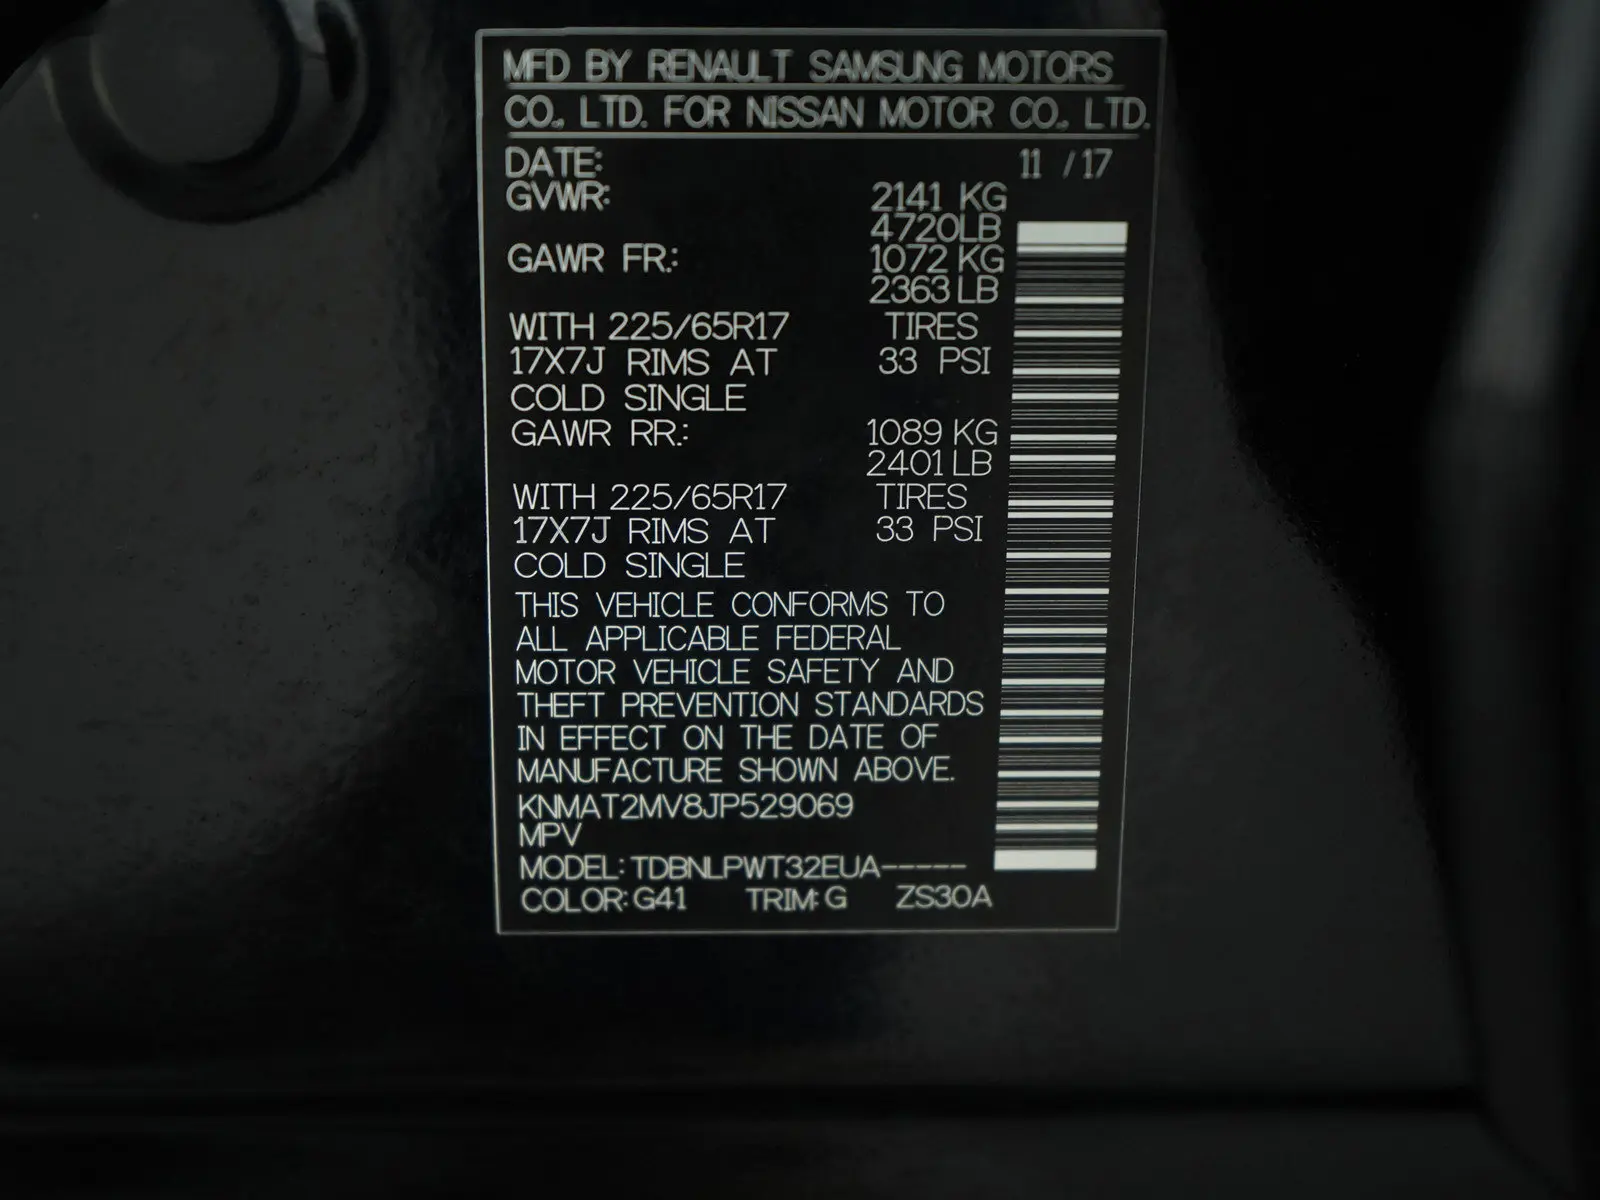 MFD BY RENAULT SAMSUNG MOTORS
CO., LTD. FOR NISSAN MOTOR CO., LTD.
DATE: 11 / 17
GVWR: 2141 KG
4720LB
GAWR FR.: 1072 KG
2363 LB
WITH 225/65R17 TIRES
17X7J RIMS AT 33 PSI
COLD SINGLE
GAWR RR.: 1089 KG
2401 LB
WITH 225/65R17 TIRES
17X7J RIMS AT 33 PSI
COLD SINGLE
THIS VEHICLE CONFORMS TO
ALL APPLICABLE FEDERAL
MOTOR VEHICLE SAFETY AND
THEFT PREVENTION STANDARDS
IN EFFECT ON THE DATE OF
MANUFACTURE SHOWN ABOVE.
KNMAT2MV8JP529069
MPV
MODEL: TDBNLPWT32EUA-----
COLOR: G41 TRIM: G ZS30A